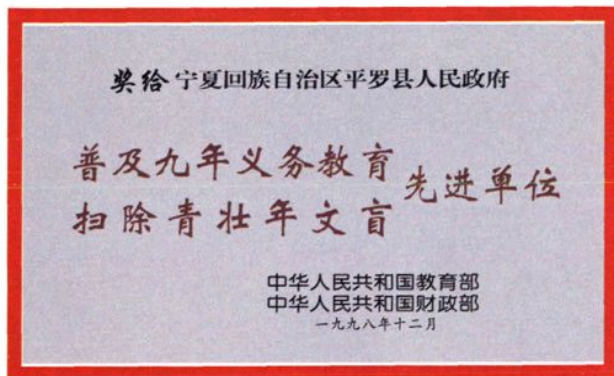 奖给宁夏回族自治区平罗县人民政府
普及九年义务教育
扫除青壮年文盲
先进单位
中华人民共和国教育部
中华人民共和国财政部
一九九八年十二月